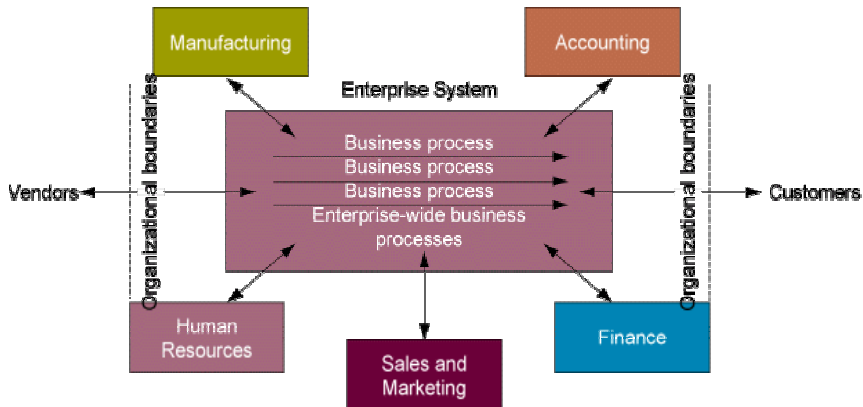 Manufacturing
Accounting
Enterprise System
Organizational boundaries
Organizational boundaries
Business process
Business process
Business process
Enterprise-wide business
processes
Vendors
Customers
Human
Resources
Sales and
Marketing
Finance